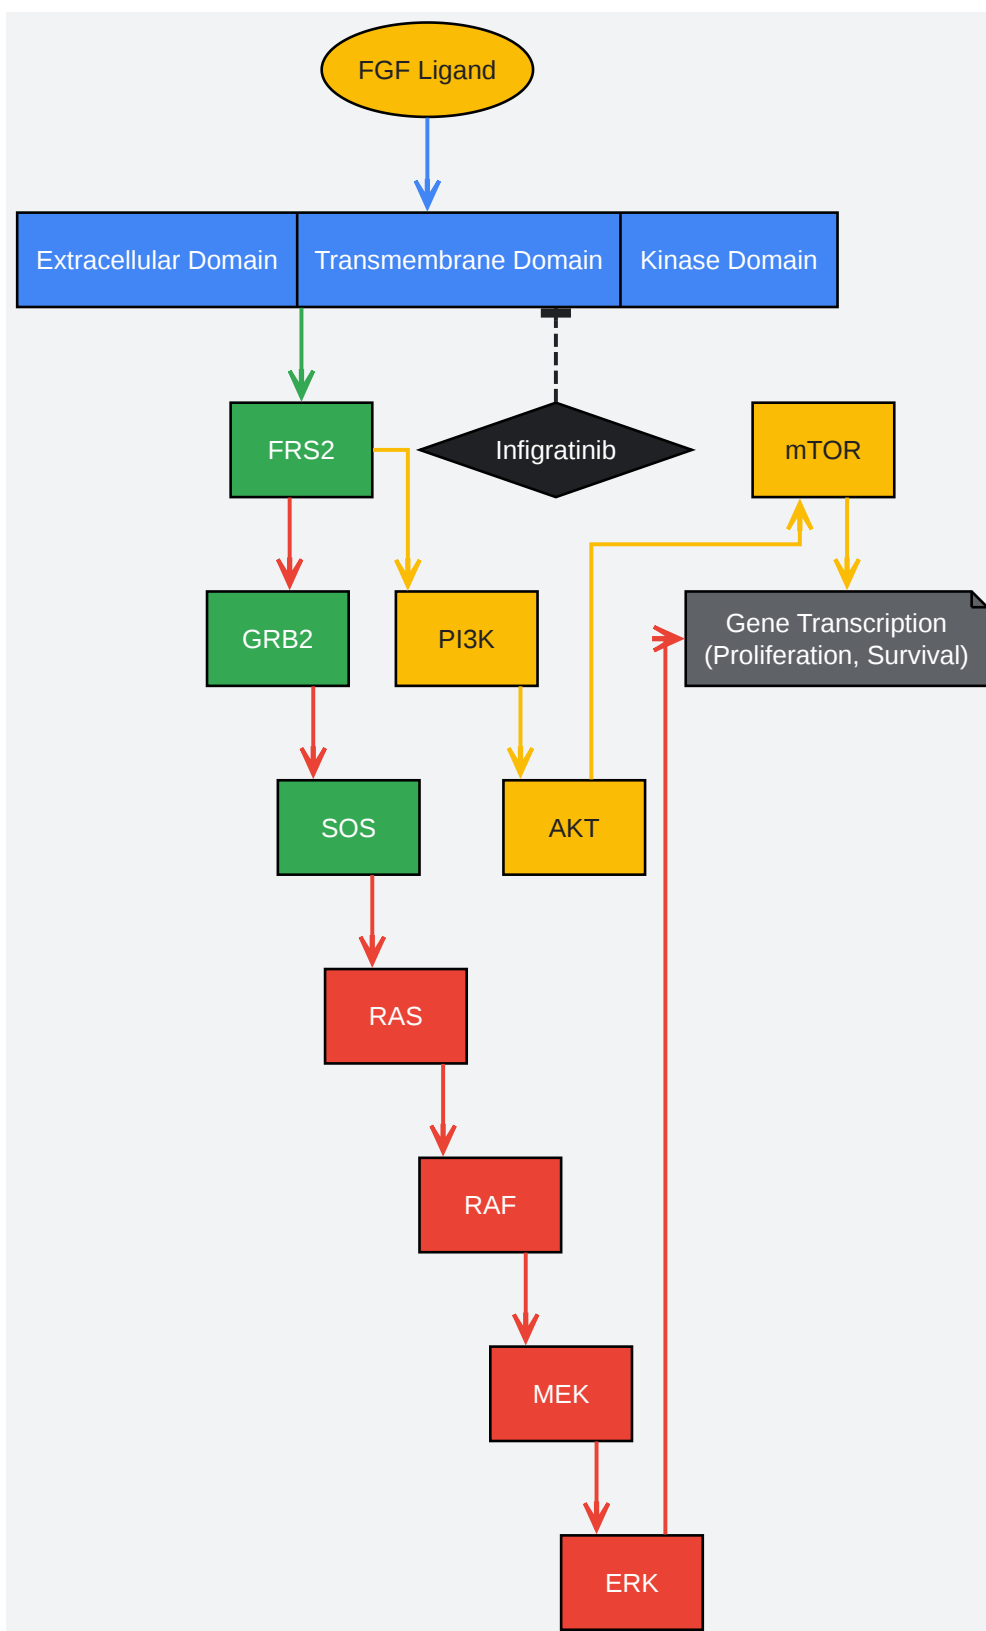 FGF Ligand
Extracellular Domain
Transmembrane Domain
Kinase Domain
FRS2
Infigratinib
mTOR
GRB2
PI3K
Gene Transcription
(Proliferation, Survival)
SOS
AKT
RAS
RAF
MEK
ERK